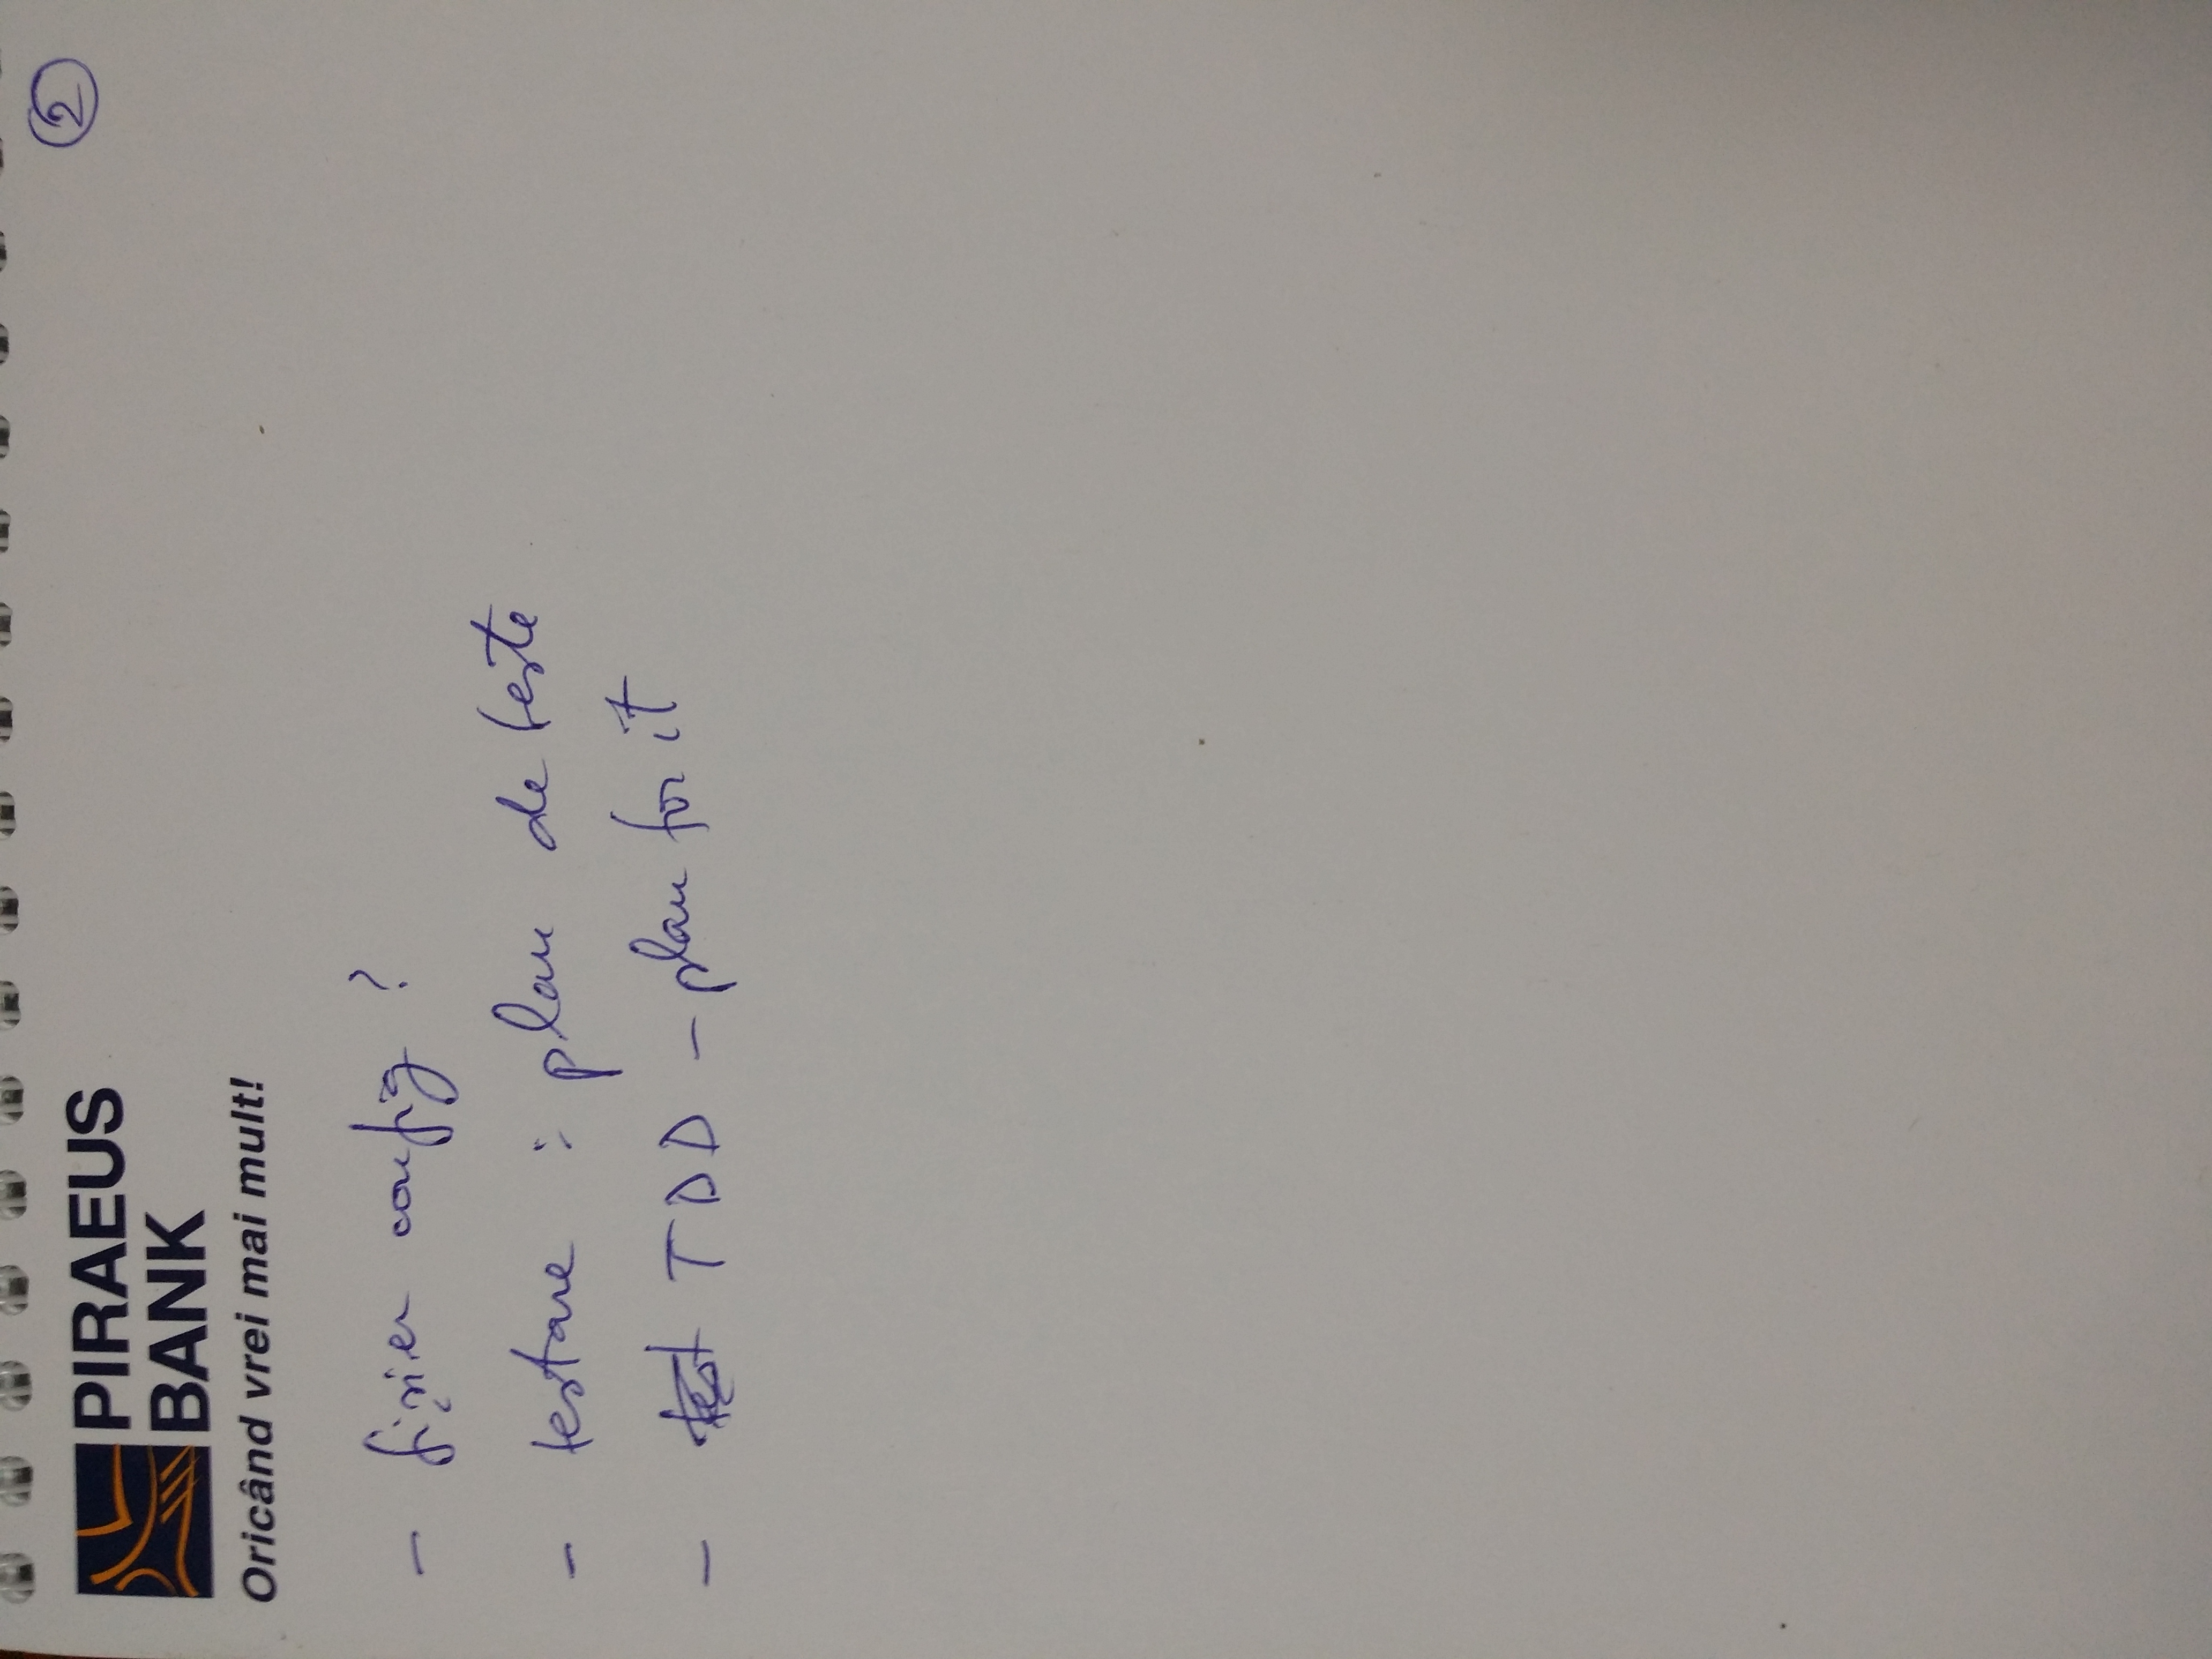 2
PIRAEUS
BANK
Oricând vrei mai mult!
- fișier config ?
- testare : plan de teste
- test TDD - plan for it